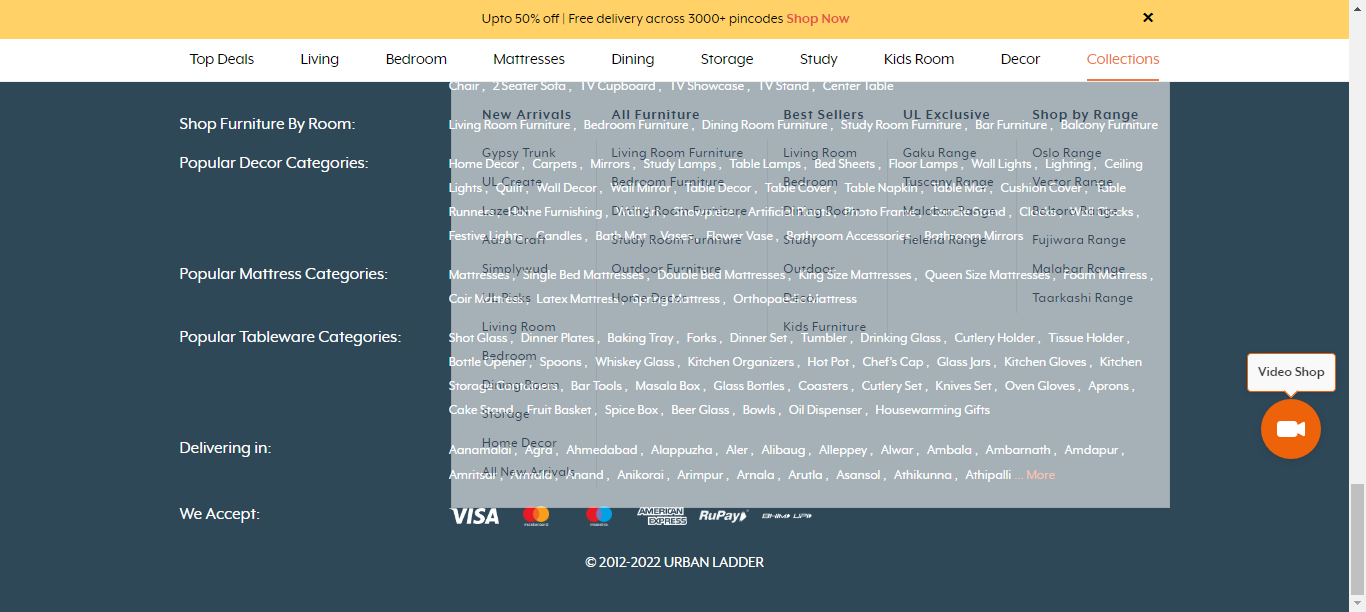 Upto 50% off | Free delivery across 3000+ pincodes Shop Now
Top Deals Living Bedroom Mattresses Dining Storage Study Kids Room Decor Collections
Chair , 2 Seater Sofa , TV Cupboard , TV Showcase , TV Stand , Center Table
New Arrivals
Gypsy Trunk
UL Create
Aada Craft
Simplywud
UL Picks
Living Room
Bedroom
Dining Room
Storage
Home Decor
All New Arrivals
All Furniture
Living Room Furniture
Bedroom Furniture
Dining Room Furniture
Study Room Furniture
Outdoor Furniture
Home Decor
Best Sellers
Living Room
Bedroom
Dining Room
Study
Outdoor
Decor
Kids Furniture
UL Exclusive
Gaku Range
Tuscany Range
Malabar Range
Helena Range
Shop by Range
Oslo Range
Vector Range
Range
Fujiwara Range
Malabar Range
Taarkashi Range
Shop Furniture By Room: Living Room Furniture , Bedroom Furniture , Dining Room Furniture , Study Room Furniture , Bar Furniture , Balcony Furniture
Popular Decor Categories: Home Decor , Carpets , Mirrors , Study Lamps , Table Lamps , Bed Sheets , Floor Lamps , Wall Lights , Lighting , Ceiling
Lights , Quilt , Wall Decor , Wall Mirror , Table Decor , Table Cover , Table Napkin , Table Mat , Cushion Cover , Table
Runners , Home Furnishing , Wall Art , Showpiece , Artificial Plants , Photo Frame , Candle Stand , Clocks , Wall Clocks ,
Festive Lights , Candles , Bath Mat , Vases , Flower Vase , Bathroom Accessories , Bathroom Mirrors
Popular Mattress Categories: Mattresses , Single Bed Mattresses , Double Bed Mattresses , King Size Mattresses , Queen Size Mattresses , Foam Mattress ,
Coir Mattress , Latex Mattress , Spring Mattress , Orthopaedic Mattress
Popular Tableware Categories: Shot Glass , Dinner Plates , Baking Tray , Forks , Dinner Set , Tumbler , Drinking Glass , Cutlery Holder , Tissue Holder ,
Bottle Opener , Spoons , Whiskey Glass , Kitchen Organizers , Hot Pot , Chef's Cap , Glass Jars , Kitchen Gloves , Kitchen
Storage Containers , Bar Tools , Masala Box , Glass Bottles , Coasters , Cutlery Set , Knives Set , Oven Gloves , Aprons ,
Cake Stand , Fruit Basket , Spice Box , Beer Glass , Bowls , Oil Dispenser , Housewarming Gifts
Delivering in: Aanamalai , Agra , Ahmedabad , Alappuzha , Aler , Alibaug , Alleppey , Alwar , Ambala , Ambarnath , Amdapur ,
Amritsar , Anand , Anikorai , Arimpur , Arnala , Arutla , Asansol , Athikunna , Athipalli ... More
Video Shop
We Accept: VISA mastercard maestro AMERICAN EXPRESS RuPay BHIM UPI
© 2012-2022 URBAN LADDER